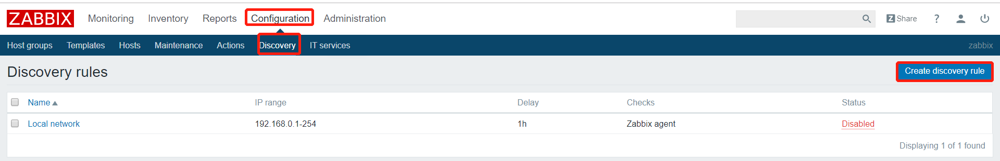 ZABBIX Monitoring Inventory Reports Configuration Administration Z Share ?
Host groups Templates Hosts Maintenance Actions Discovery IT services zabbix
Discovery rules Create discovery rule
Name IP range Delay Checks Status
Local network 192.168.0.1-254 1h Zabbix agent Disabled
Displaying 1 of 1 found